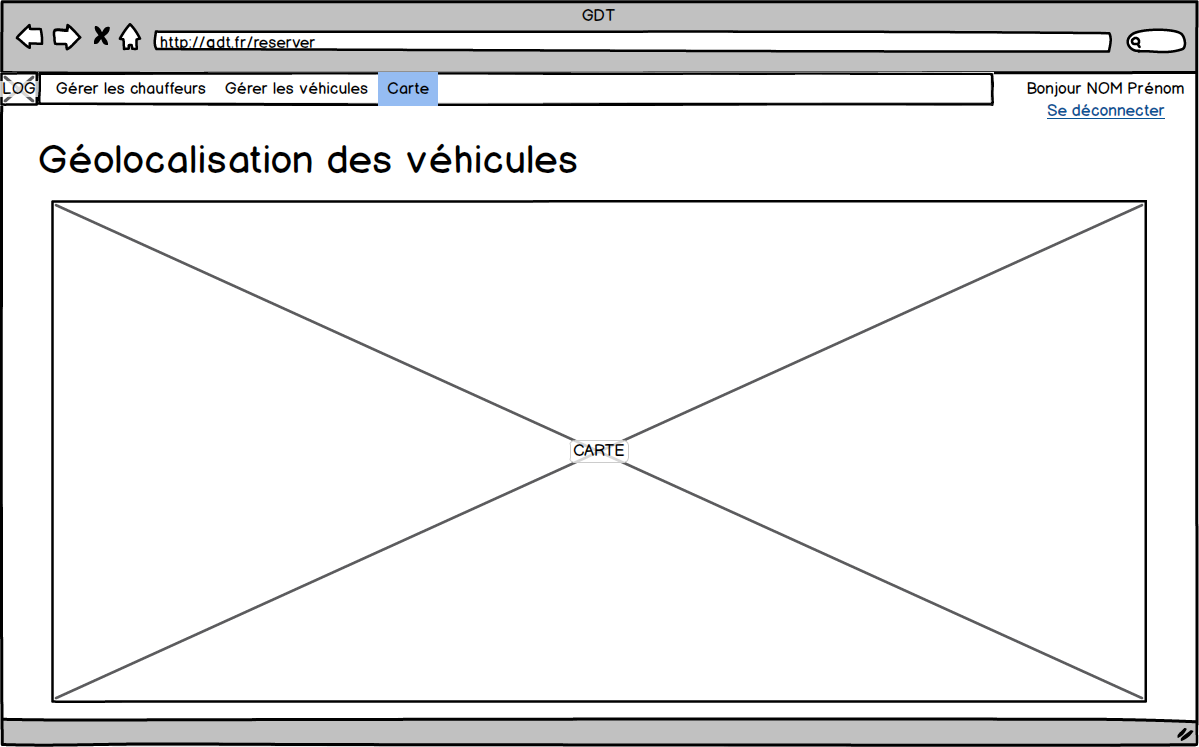 GDT
http://gdt.fr/reserver
LOG Gérer les chauffeurs Gérer les véhicules Carte Bonjour NOM Prénom
Se déconnecter
Géolocalisation des véhicules
CARTE